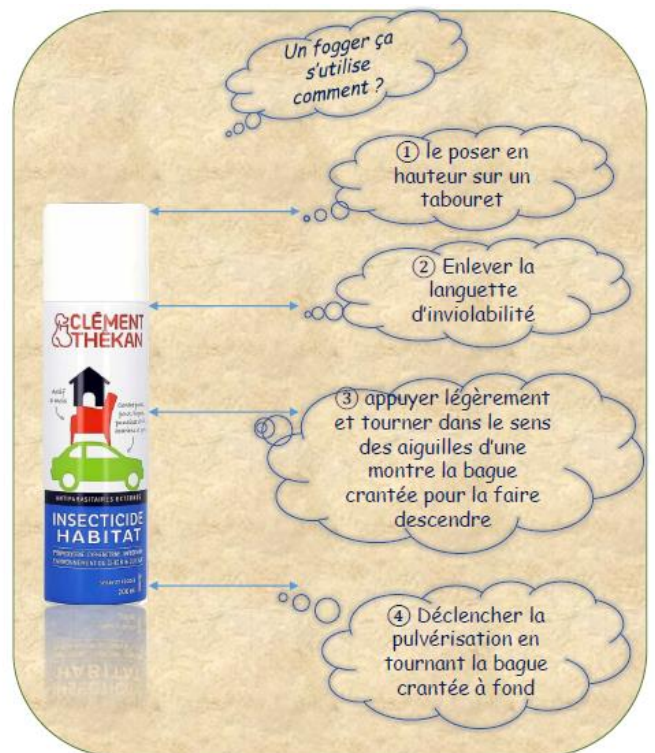 Un fogger ça
s'utilise
comment ?
① le poser en
hauteur sur un
tabouret
② Enlever la
languette
d'inviolabilité
③ appuyer légèrement
et tourner dans le sens
des aiguilles d'une
montre la bague
crantée pour la faire
descendre
④ Déclencher la
pulvérisation en
tournant la bague
crantée à fond
CLÉMENT
THÉKAN
ANTIPARASITAIRES EXTERNES
INSECTICIDE
HABITAT